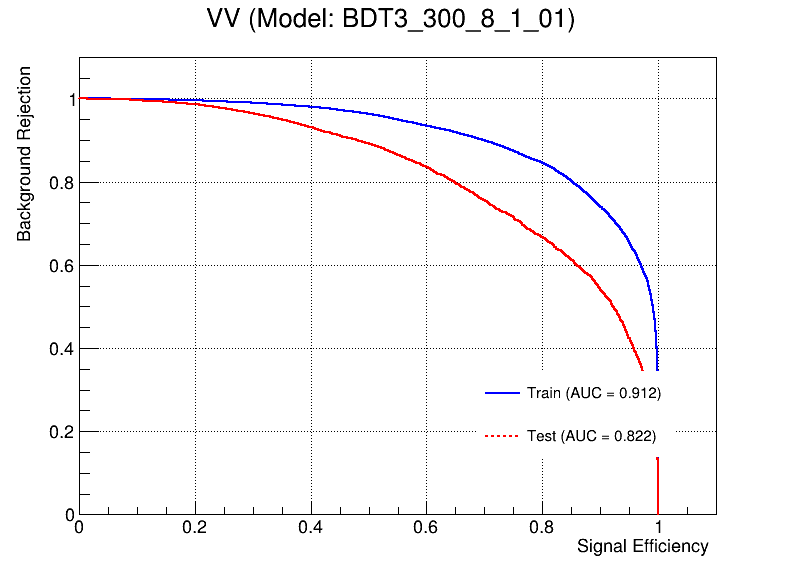 VV (Model: BDT3_300_8_1_01)
Background Rejection
1
0.8
0.6
0.4
0.2
0
Train (AUC = 0.912)
Test (AUC = 0.822)
0 0.2 0.4 0.6 0.8 1
Signal Efficiency